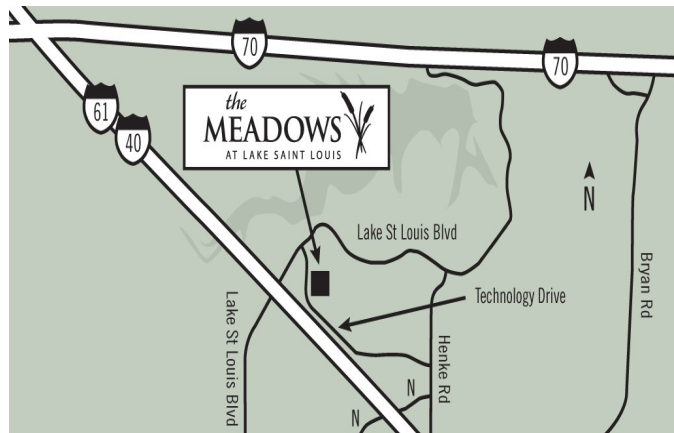 70
70
61
40
the
MEADOWS
AT LAKE SAINT LOUIS
N
Lake St Louis Blvd
Bryan Rd
Technology Drive
Lake St Louis Blvd
Henke Rd
N
N